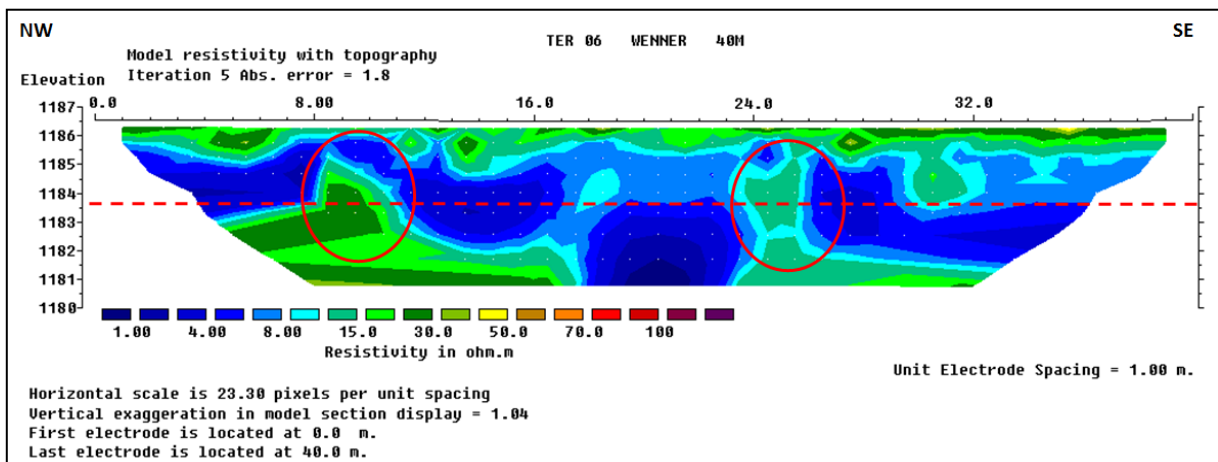 NW
SE
TER 06 WENNER 40M
Model resistivity with topography
Iteration 5 Abs. error = 1.8
Elevation
0.0 8.00 16.0 24.0 32.0
1187
1186
1185
1184
1183
1182
1181
1180
1.00 4.00 8.00 15.0 30.0 50.0 70.0 100
Resistivity in ohm.m
Unit Electrode Spacing = 1.00 m.
Horizontal scale is 23.30 pixels per unit spacing
Vertical exaggeration in model section display = 1.04
First electrode is located at 0.0 m.
Last electrode is located at 40.0 m.